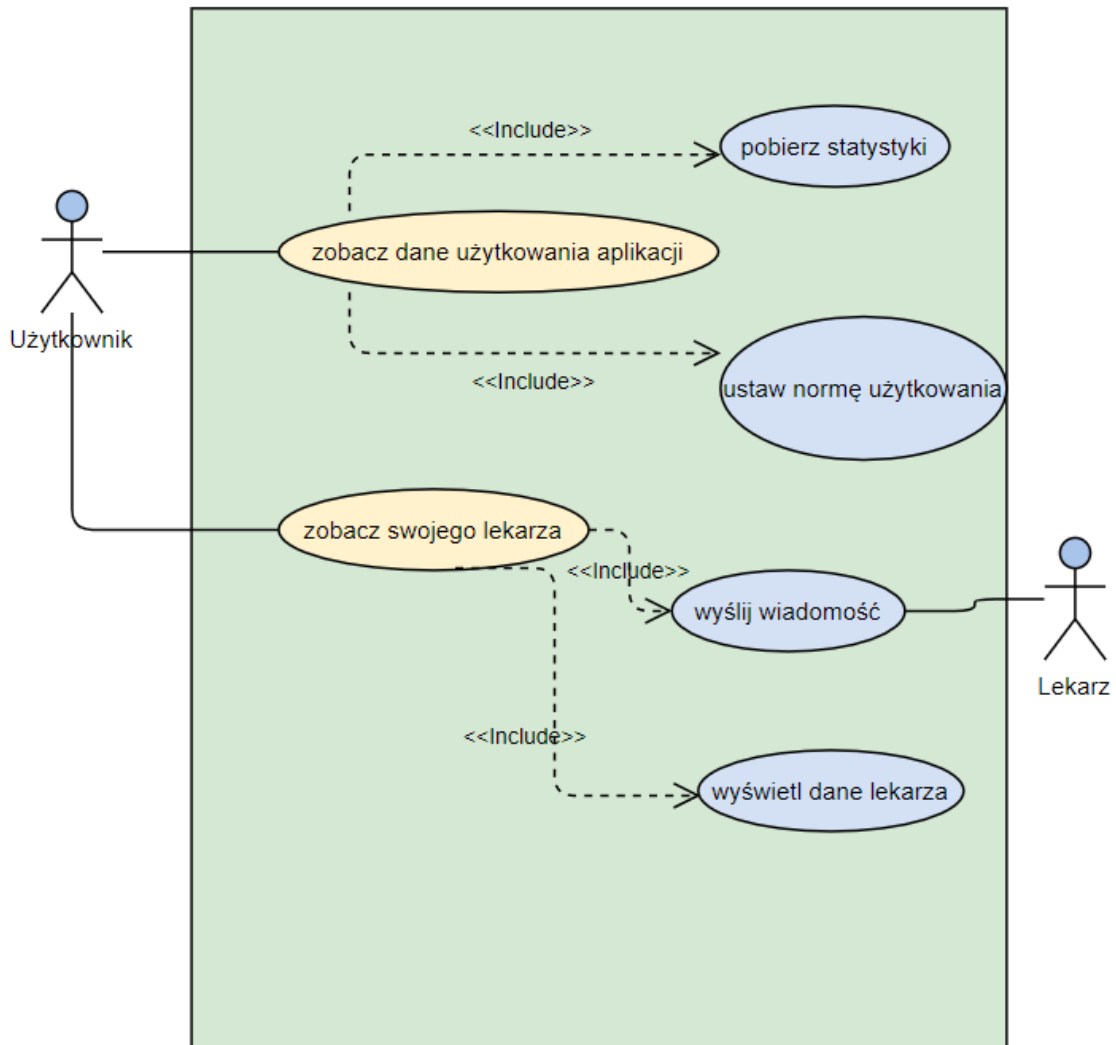 <<Include>>
pobierz statystyki
zobacz dane użytkowania aplikacji
Użytkownik
<<Include>>
ustaw normę użytkowania
zobacz swojego lekarza
<<Include>>
wyślij wiadomość
Lekarz
<<Include>>
wyświetl dane lekarza